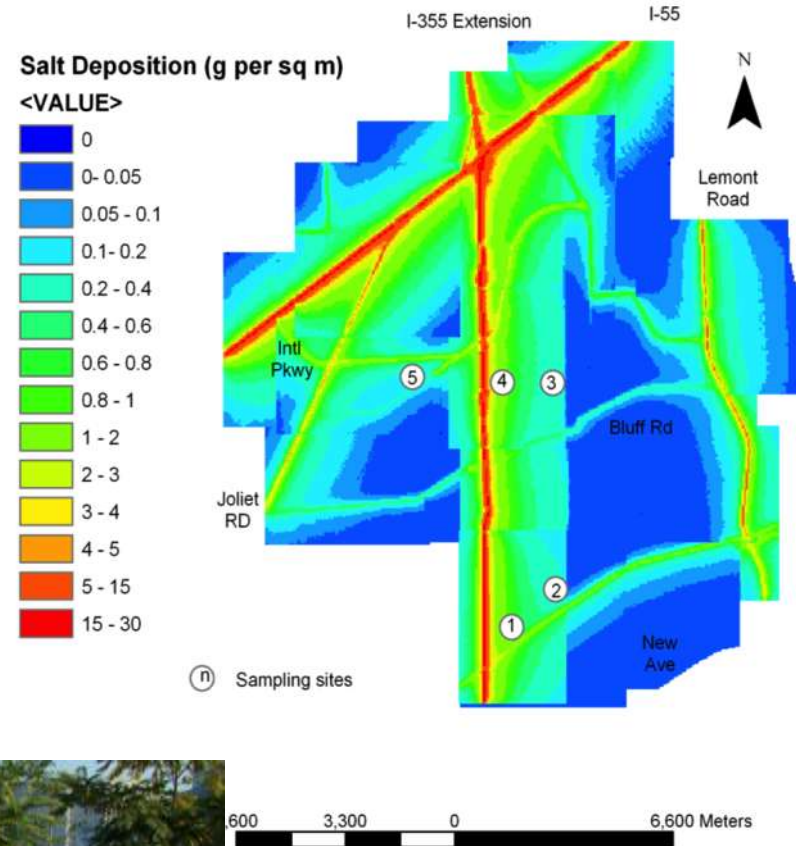 I-355 Extension
I-55
Salt Deposition (g per sq m)
<VALUE>
0
0- 0.05
0.05 - 0.1
0.1- 0.2
0.2 - 0.4
0.4 - 0.6
0.6 - 0.8
0.8 - 1
1 - 2
2 - 3
3 - 4
4 - 5
5 - 15
15 - 30
N
Lemont
Road
Intl
Pkwy
5
4
3
Bluff Rd
Joliet
RD
2
1
New
Ave
n Sampling sites
,600 3,300 0 6,600 Meters